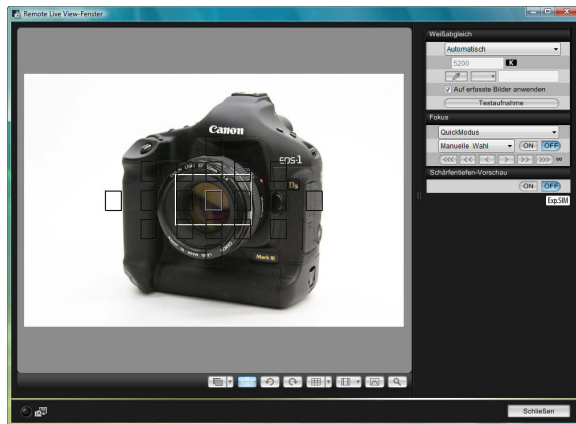 Remote Live View-Fenster
Weißabgleich
Automatisch
5200 K
Auf erfasste Bilder anwenden
Testaufnahme
Fokus
QuickModus
Manuelle Wahl ON OFF
<<< << < > >> >>> ∞
Schärfentiefen-Vorschau
ON OFF
Exp.SIM
Canon
EOS-1
Ds
Mark III
Schließen